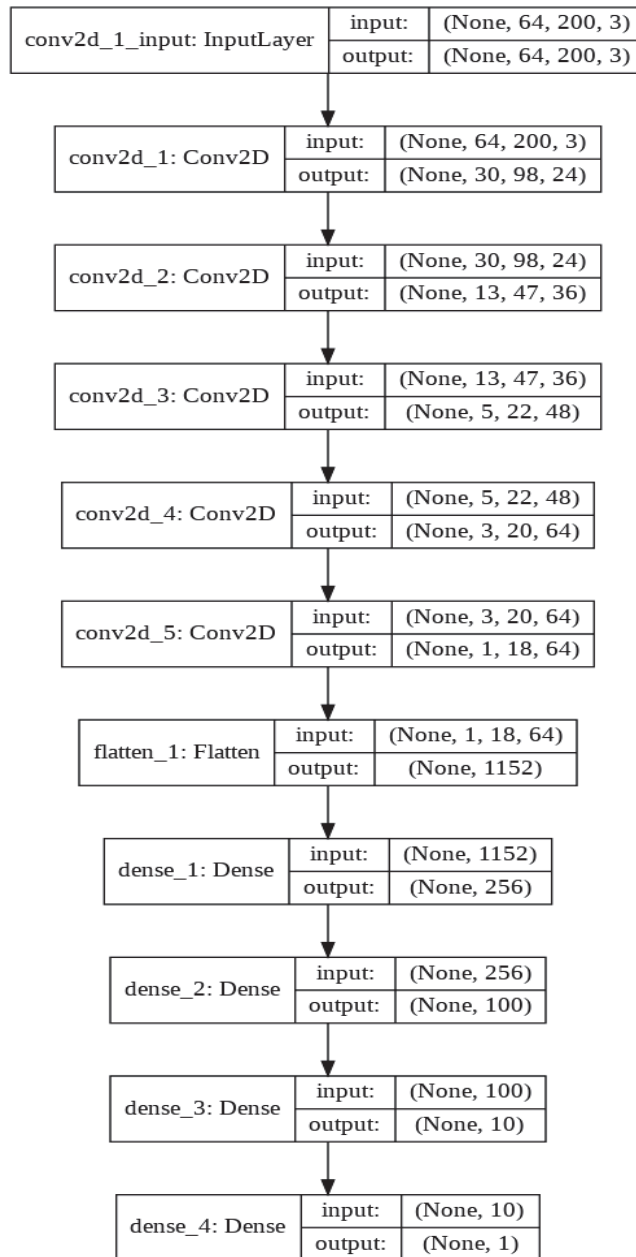 conv2d_1_input: InputLayer
input: (None, 64, 200, 3)
output: (None, 64, 200, 3)
conv2d_1: Conv2D
input: (None, 64, 200, 3)
output: (None, 30, 98, 24)
conv2d_2: Conv2D
input: (None, 30, 98, 24)
output: (None, 13, 47, 36)
conv2d_3: Conv2D
input: (None, 13, 47, 36)
output: (None, 5, 22, 48)
conv2d_4: Conv2D
input: (None, 5, 22, 48)
output: (None, 3, 20, 64)
conv2d_5: Conv2D
input: (None, 3, 20, 64)
output: (None, 1, 18, 64)
flatten_1: Flatten
input: (None, 1, 18, 64)
output: (None, 1152)
dense_1: Dense
input: (None, 1152)
output: (None, 256)
dense_2: Dense
input: (None, 256)
output: (None, 100)
dense_3: Dense
input: (None, 100)
output: (None, 10)
dense_4: Dense
input: (None, 10)
output: (None, 1)